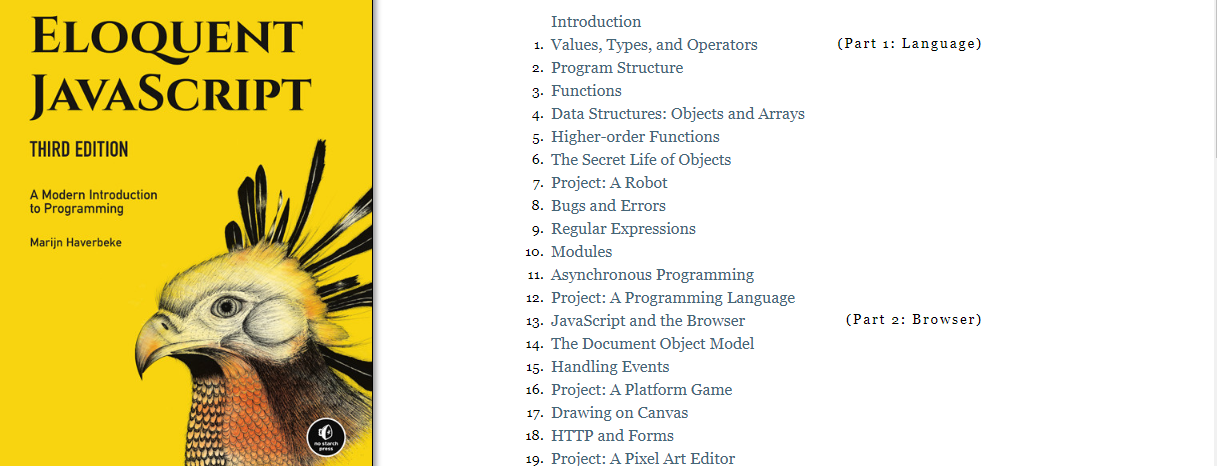 ELOQUENT
JAVASCRIPT
THIRD EDITION
A Modern Introduction
to Programming
Marijn Haverbeke
no starch
press
Introduction
1. Values, Types, and Operators (Part 1: Language)
2. Program Structure
3. Functions
4. Data Structures: Objects and Arrays
5. Higher-order Functions
6. The Secret Life of Objects
7. Project: A Robot
8. Bugs and Errors
9. Regular Expressions
10. Modules
11. Asynchronous Programming
12. Project: A Programming Language
13. JavaScript and the Browser (Part 2: Browser)
14. The Document Object Model
15. Handling Events
16. Project: A Platform Game
17. Drawing on Canvas
18. HTTP and Forms
19. Project: A Pixel Art Editor